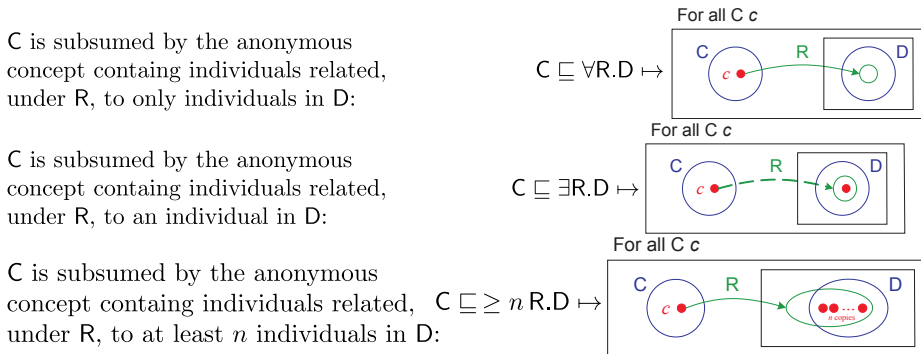 For all C c
C is subsumed by the anonymous
concept containg individuals related,
under R, to only individuals in D:
C ⊑ ∀R.D ↦
C
R
D
c
For all C c
C is subsumed by the anonymous
concept containg individuals related,
under R, to an individual in D:
C ⊑ ∃R.D ↦
C
R
D
c
For all C c
C is subsumed by the anonymous
concept containg individuals related,
under R, to at least n individuals in D:
C ⊑ ≥ n R.D ↦
C
R
D
c
n copies